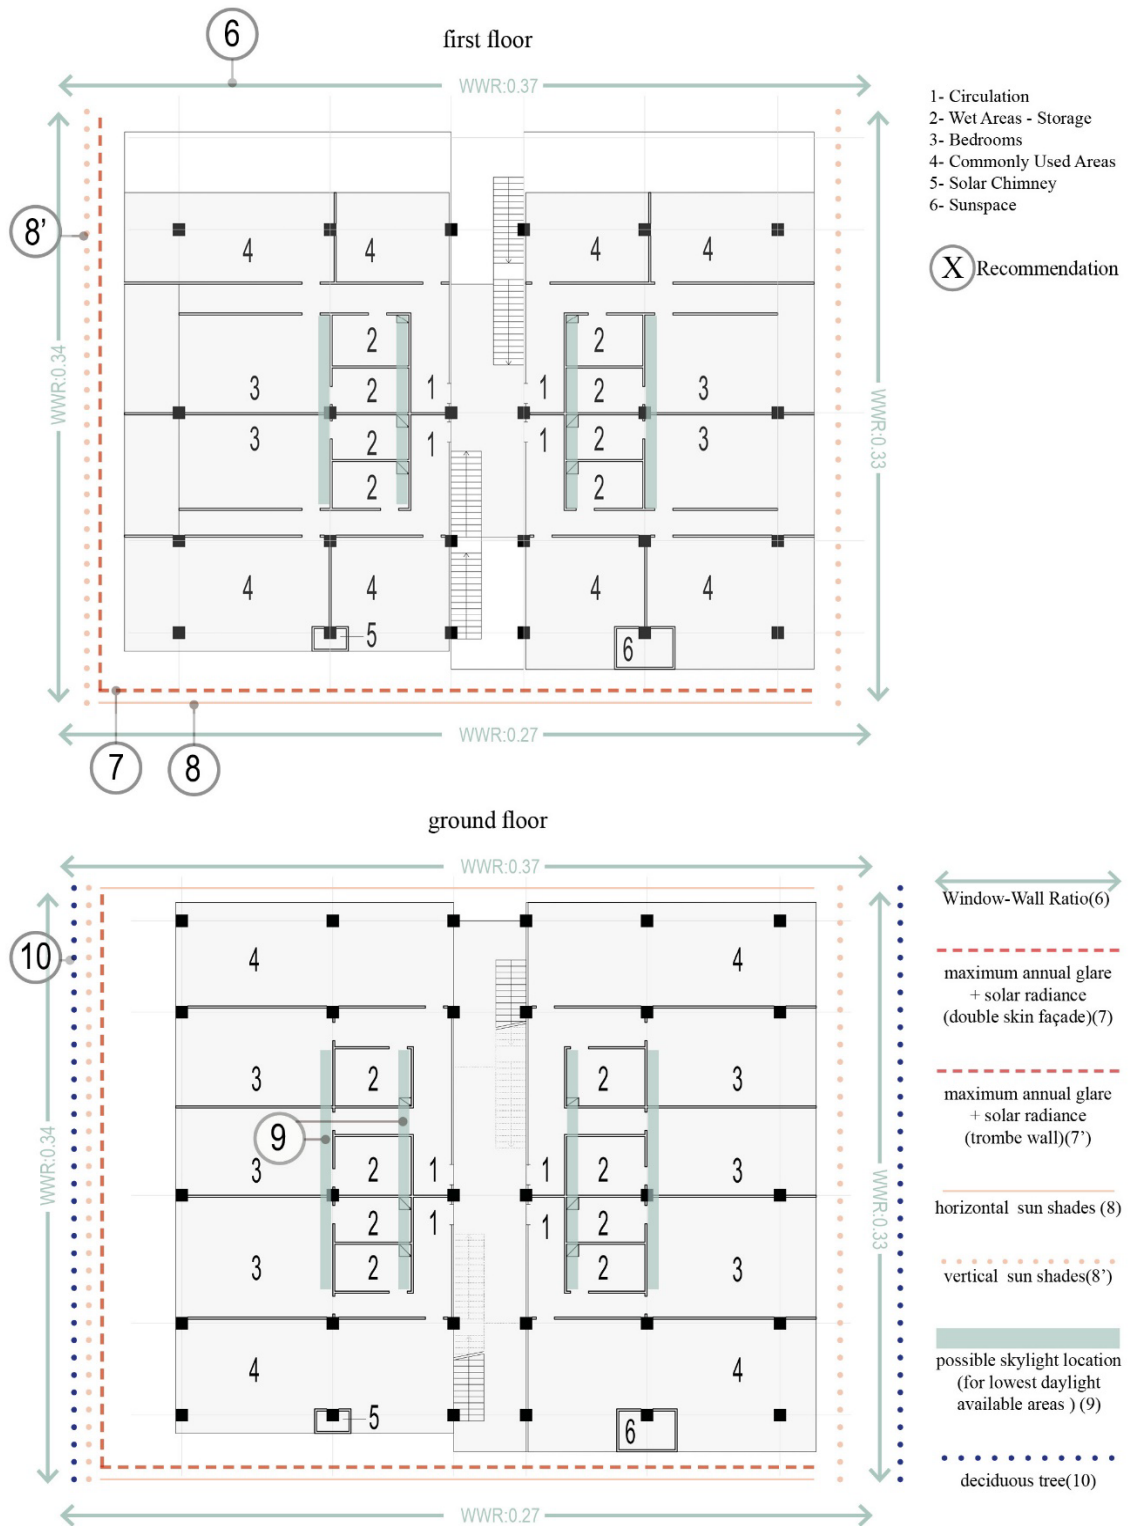 6
first floor
WWR:0.37
1- Circulation
2- Wet Areas - Storage
3- Bedrooms
4- Commonly Used Areas
5- Solar Chimney
6- Sunspace
8'
X Recommendation
4 4 4 4
2 2
WWR:0.34
3 2 1 1 2 3
WWR:0.33
3 2 1 1 2 3
2 2
4 4 4 4
5 6
7 8
WWR:0.27
ground floor
WWR:0.37
Window-Wall Ratio(6)
10
4 4
maximum annual glare
+ solar radiance
(double skin façade)(7)
3 2 2 3
9
maximum annual glare
+ solar radiance
(trombe wall)(7')
WWR:0.34
3 2 1 1 2 3
WWR:0.33
2 1 1 2
horizontal sun shades (8)
3 2 2 3
vertical sun shades(8')
4 4
possible skylight location
(for lowest daylight
available areas ) (9)
5 6
deciduous tree(10)
WWR:0.27